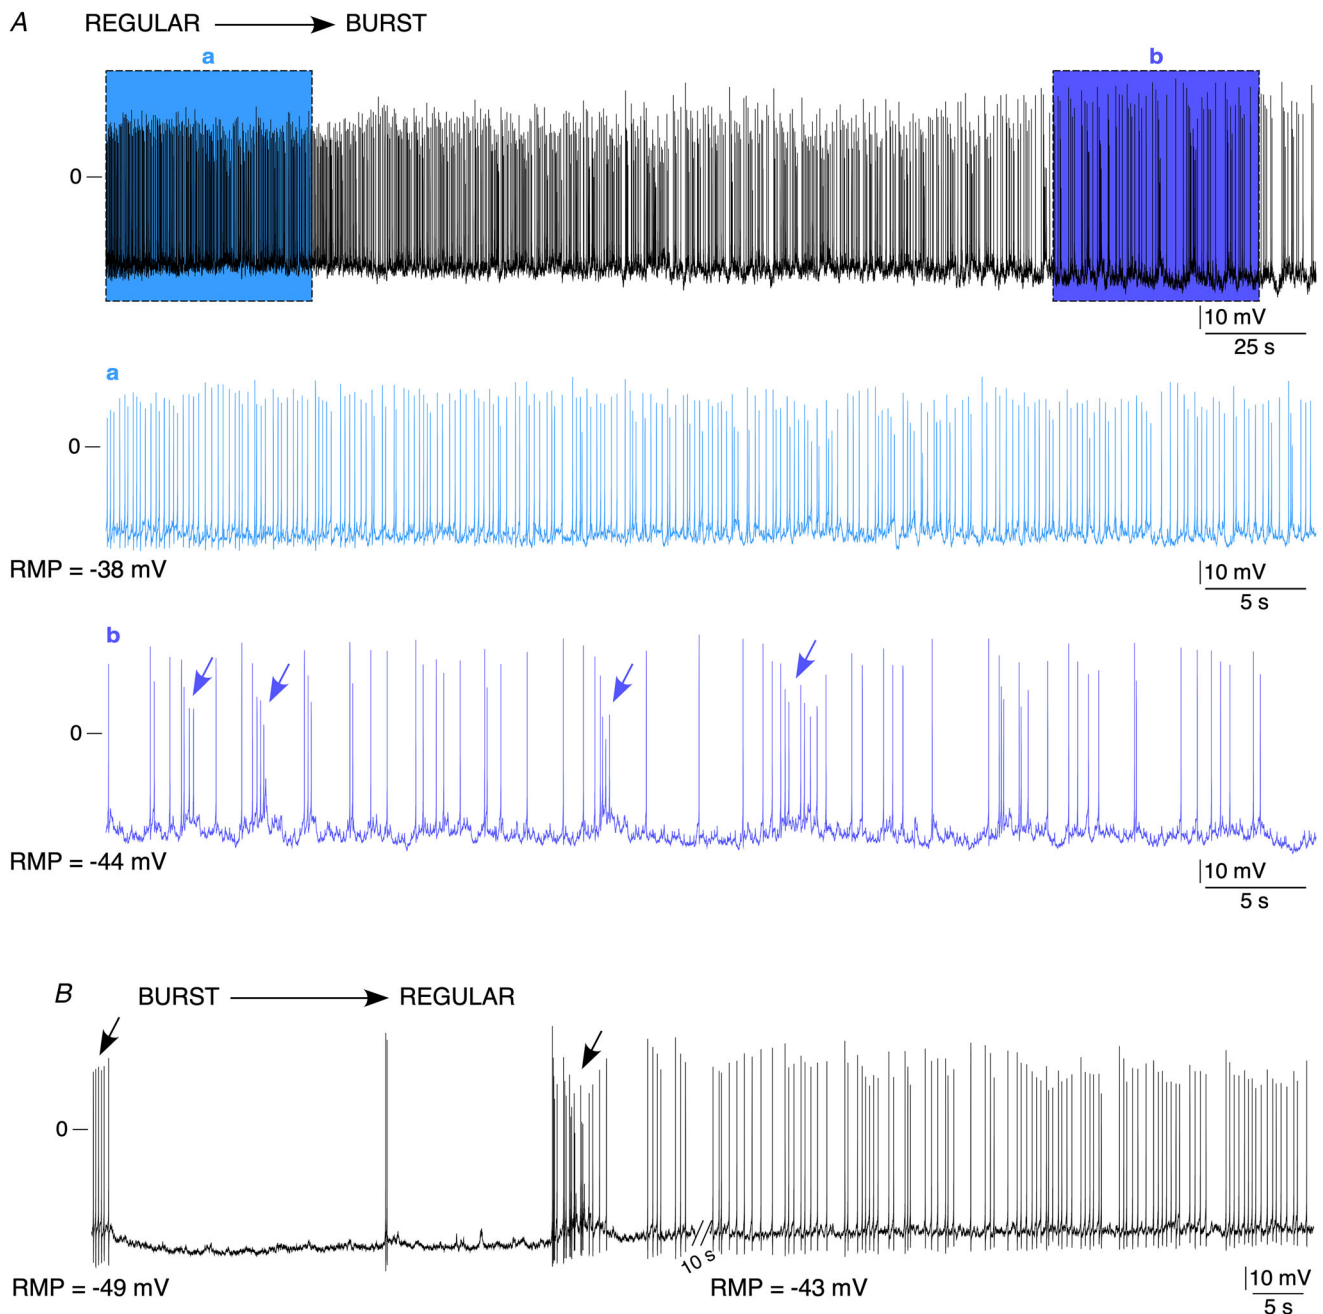 A REGULAR BURST
a b
0
10 mV
25 s
a
0
RMP = -38 mV
10 mV
5 s
b
0
RMP = -44 mV
10 mV
5 s
B BURST REGULAR
0
10 s
RMP = -49 mV RMP = -43 mV
10 mV
5 s